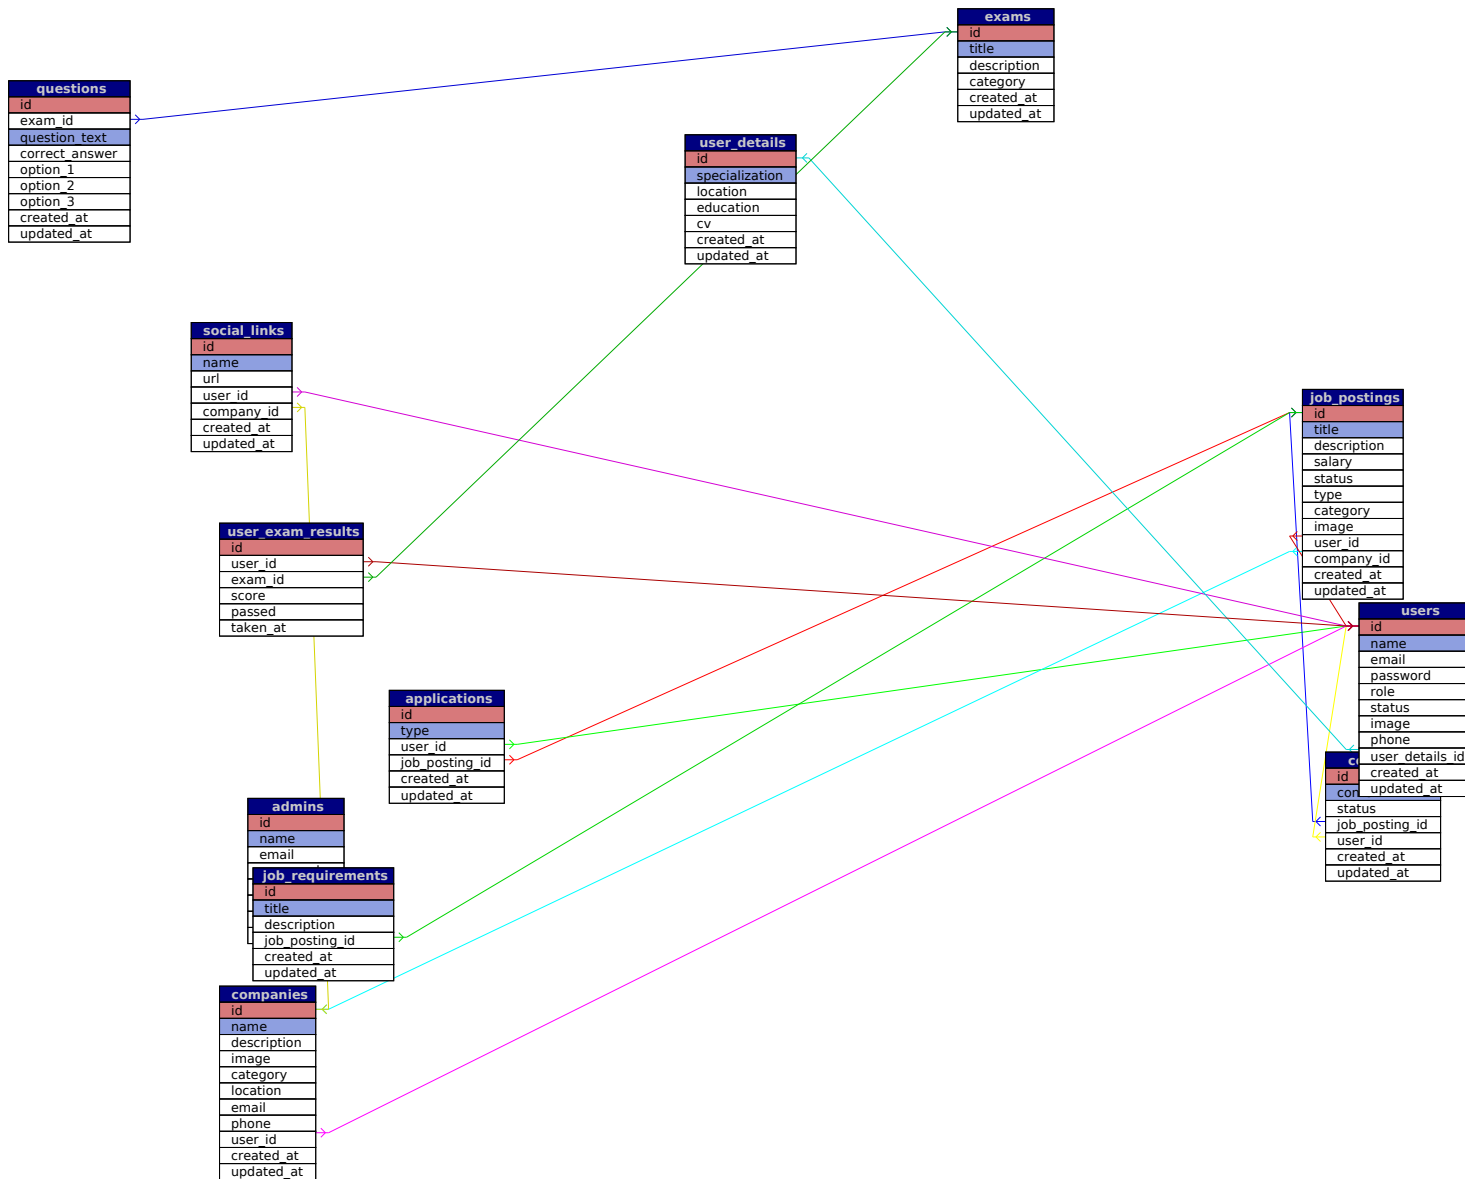 exams
id
title
description
category
created_at
updated_at
questions
id
exam_id
question_text
correct_answer
option_1
option_2
option_3
created_at
updated_at
user_details
id
specialization
location
education
cv
created_at
updated_at
social_links
id
name
url
user_id
company_id
created_at
updated_at
job_postings
id
title
description
salary
status
type
category
image
user_id
company_id
created_at
updated_at
user_exam_results
id
user_id
exam_id
score
passed
taken_at
users
id
name
email
password
role
status
image
phone
user_details_id
created_at
updated_at
applications
id
type
user_id
job_posting_id
created_at
updated_at
id
status
job_posting_id
user_id
created_at
updated_at
admins
id
name
email
job_requirements
id
title
description
job_posting_id
created_at
updated_at
companies
id
name
description
image
category
location
email
phone
user_id
created_at
updated_at